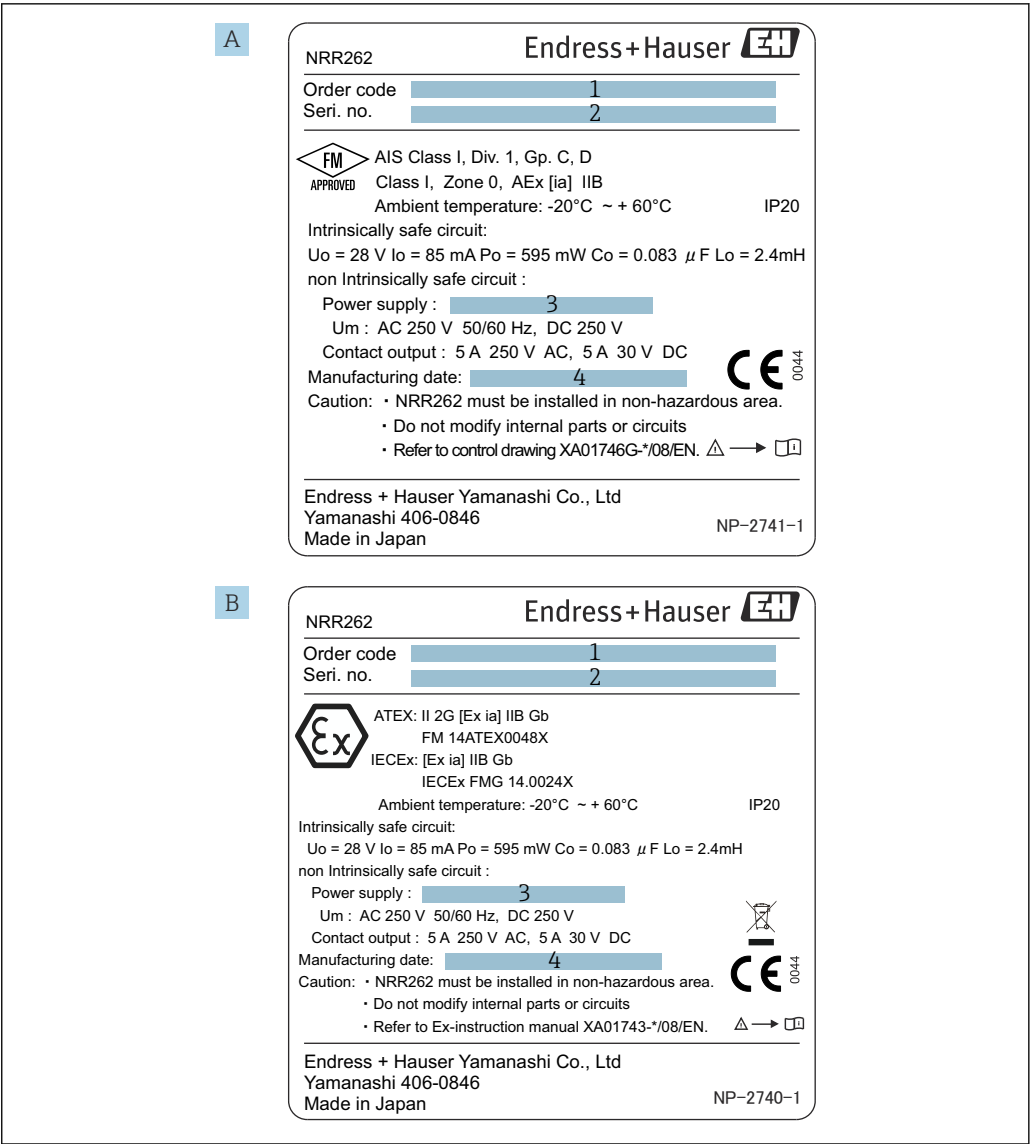 A
NRR262 Endress+Hauser EH
Order code 1
Seri. no. 2
FM AIS Class I, Div. 1, Gp. C, D
APPROVED Class I, Zone 0, AEx [ia] IIB
Ambient temperature: -20°C ~ + 60°C IP20
Intrinsically safe circuit:
Uo = 28 V Io = 85 mA Po = 595 mW Co = 0.083 μ F Lo = 2.4mH
non Intrinsically safe circuit :
Power supply : 3
Um : AC 250 V 50/60 Hz, DC 250 V
Contact output : 5 A 250 V AC, 5 A 30 V DC
CE 0044
Manufacturing date: 4
Caution: ・NRR262 must be installed in non-hazardous area.
・Do not modify internal parts or circuits
・Refer to control drawing XA01746G-*/08/EN.
Endress + Hauser Yamanashi Co., Ltd
Yamanashi 406-0846
Made in Japan NP-2741-1
B
NRR262 Endress+Hauser EH
Order code 1
Seri. no. 2
Ex ATEX: II 2G [Ex ia] IIB Gb
FM 14ATEX0048X
IECEx: [Ex ia] IIB Gb
IECEx FMG 14.0024X
Ambient temperature: -20°C ~ + 60°C IP20
Intrinsically safe circuit:
Uo = 28 V Io = 85 mA Po = 595 mW Co = 0.083 μ F Lo = 2.4mH
non Intrinsically safe circuit :
Power supply : 3
Um : AC 250 V 50/60 Hz, DC 250 V
Contact output : 5 A 250 V AC, 5 A 30 V DC
Manufacturing date: 4
CE 0044
Caution: ・NRR262 must be installed in non-hazardous area.
・Do not modify internal parts or circuits
・Refer to Ex-instruction manual XA01743-*/08/EN.
Endress + Hauser Yamanashi Co., Ltd
Yamanashi 406-0846
Made in Japan NP-2740-1